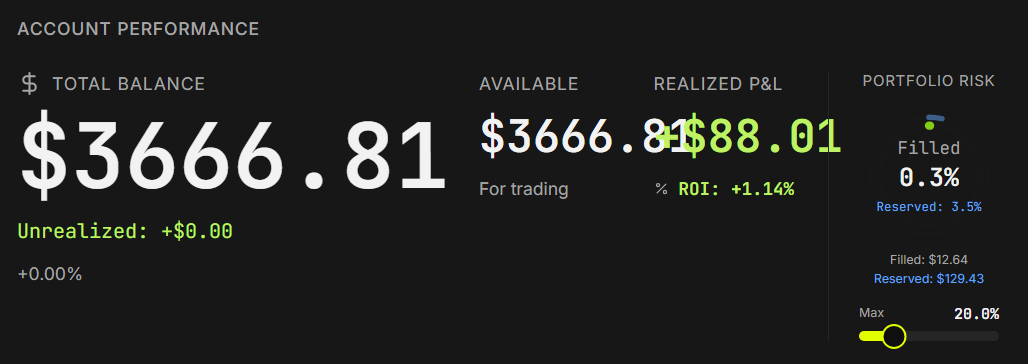 ACCOUNT PERFORMANCE
$ TOTAL BALANCE
$3666.81
Unrealized: +$0.00
+0.00%
AVAILABLE
$3666.81
For trading
REALIZED P&L
+$88.01
% ROI: +1.14%
PORTFOLIO RISK
Filled
0.3%
Reserved: 3.5%
Filled: $12.64
Reserved: $129.43
Max 20.0%